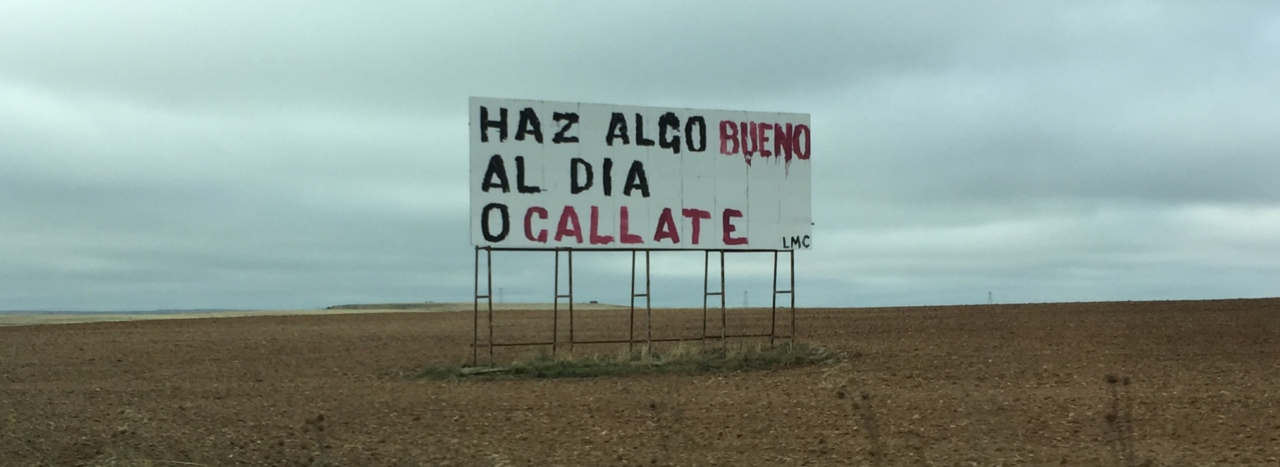 HAZ ALGO BUENO
AL DIA
O CALLATE
LMC